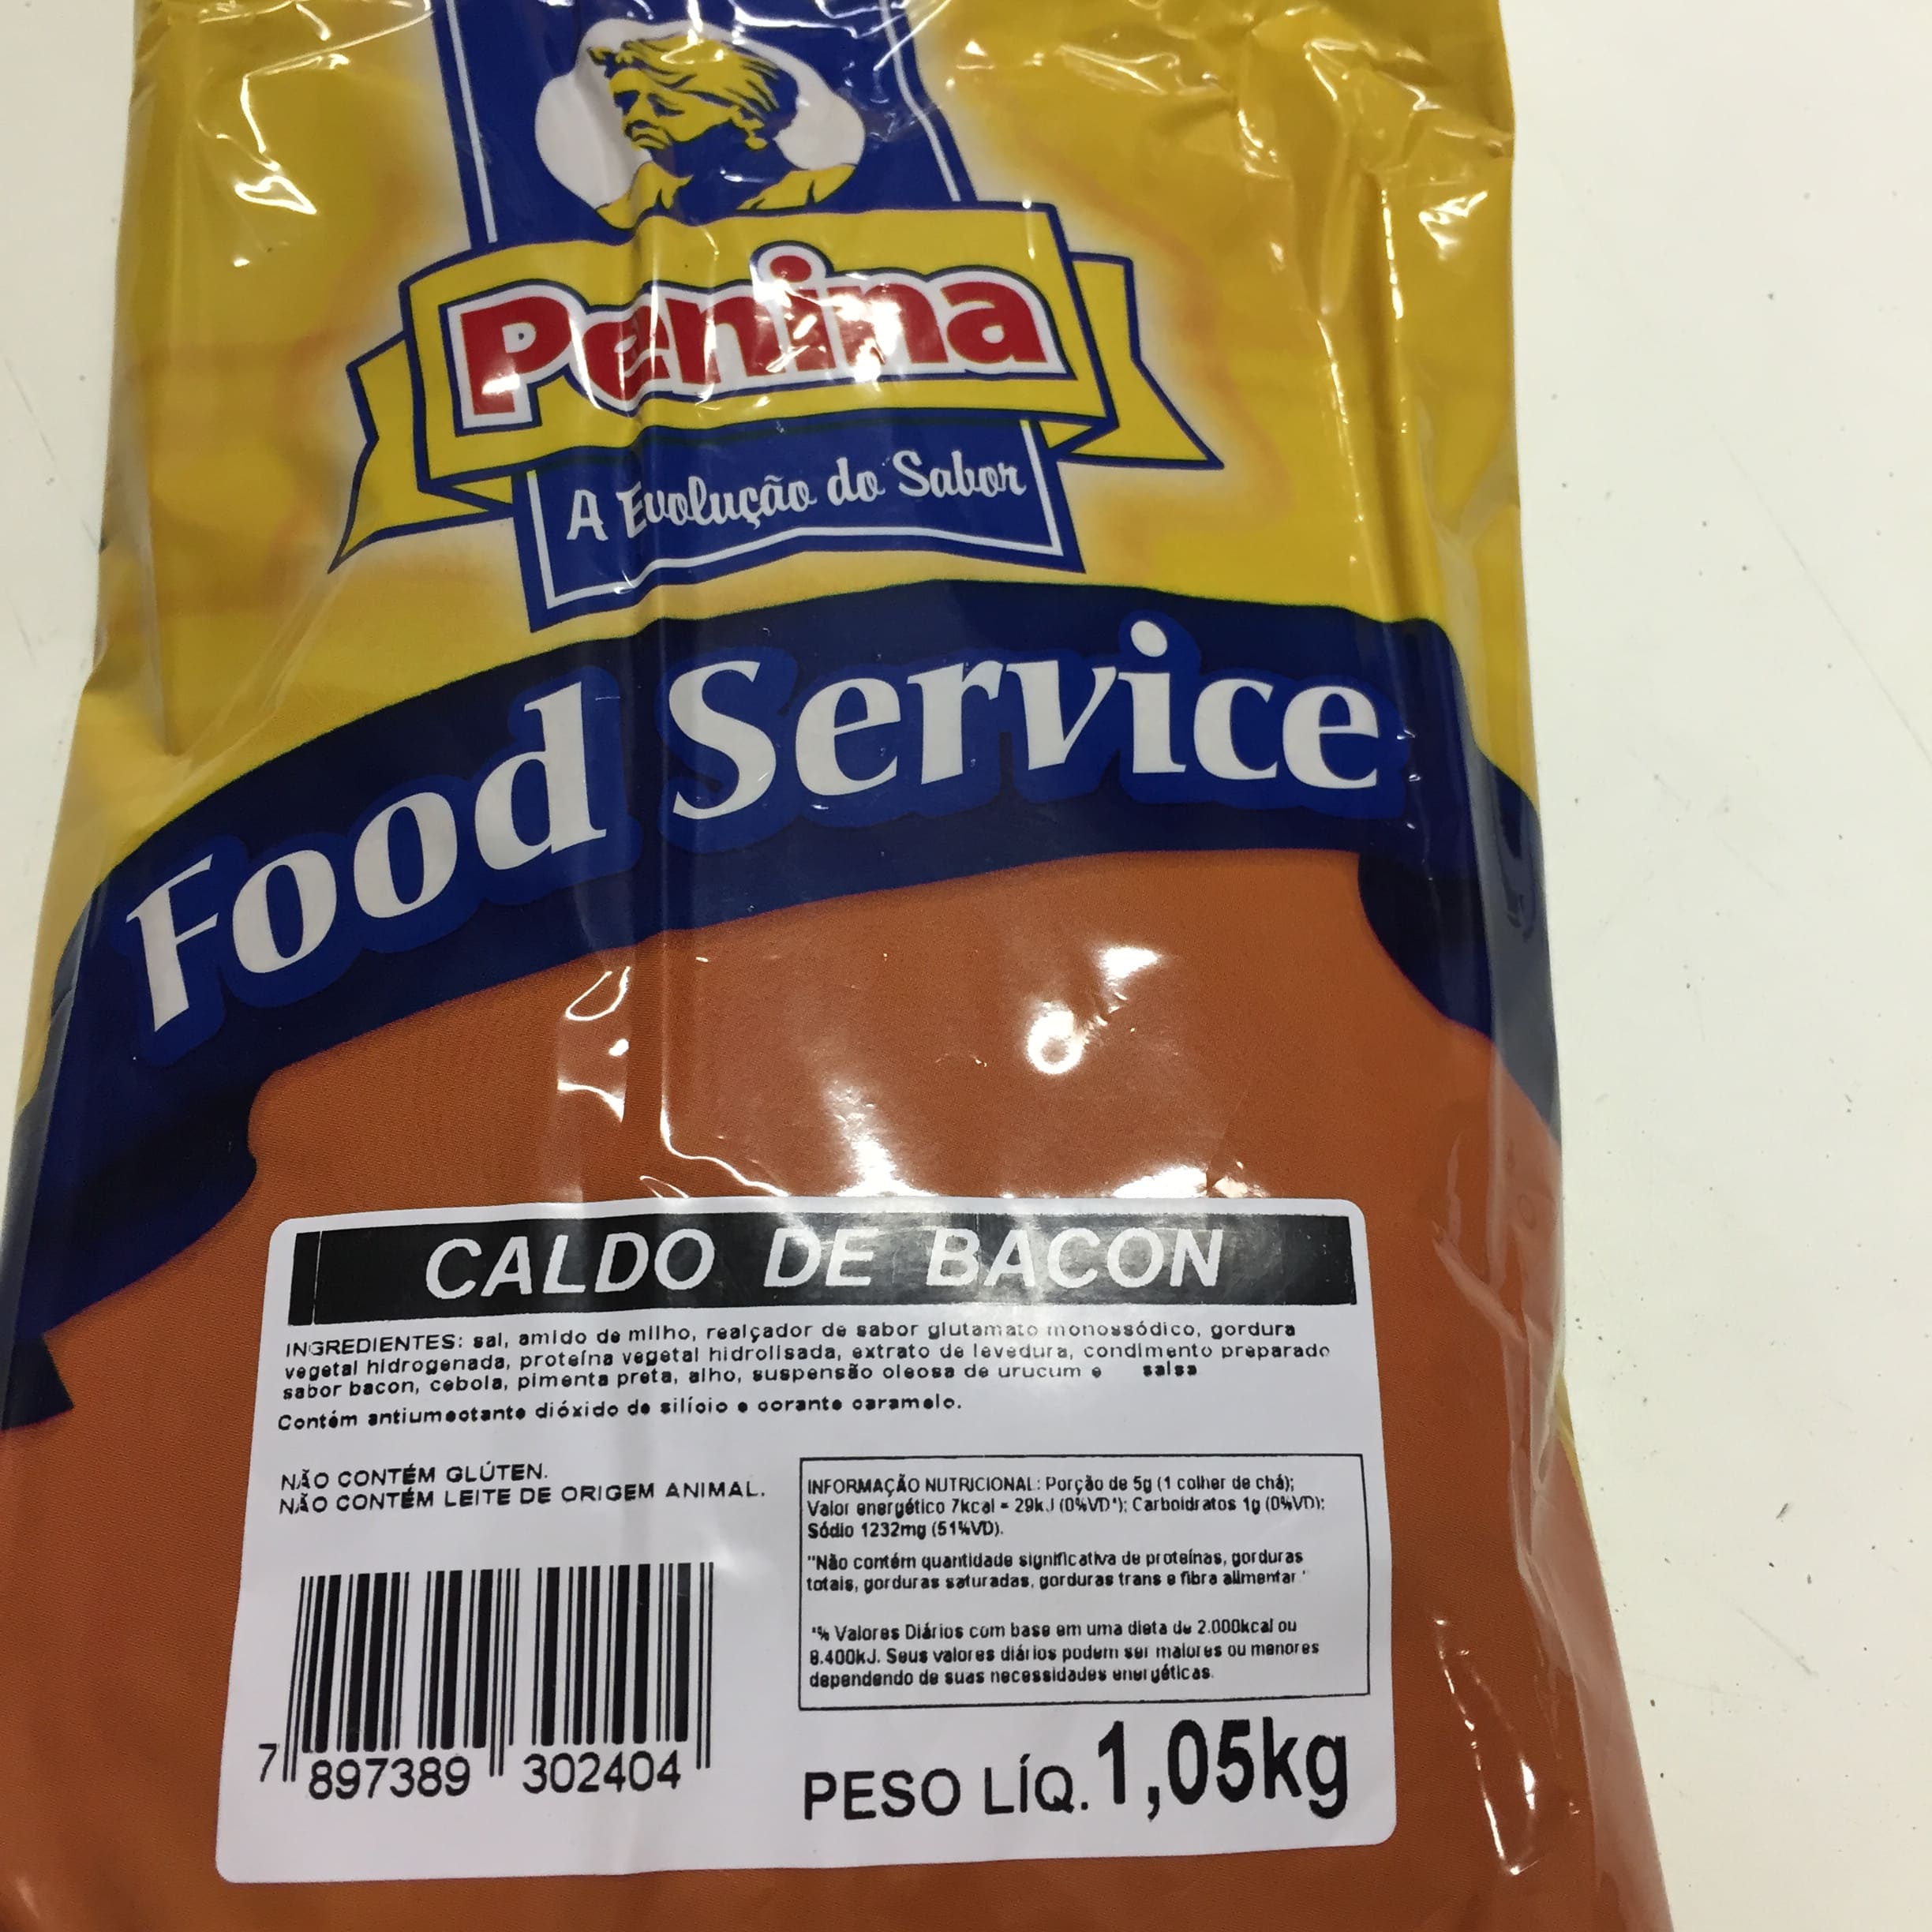 Penina
A Evolução do Sabor
Food Service
CALDO DE BACON
INGREDIENTES: sal, amido de milho, realçador de sabor glutamato monossódico, gordura
vegetal hidrogenada, proteína vegetal hidrolisada, extrato de levedura, condimento preparado
sabor bacon, cebola, pimenta preta, alho, suspensão oleosa de urucum e salsa
Contém antiumectante dióxido de silício e corante caramelo.
NÃO CONTÉM GLÚTEN.
NÃO CONTÉM LEITE DE ORIGEM ANIMAL.
INFORMAÇÃO NUTRICIONAL: Porção de 5g (1 colher de chá);
Valor energético 7kcal = 29kJ (0%VD*); Carboidratos 1g (0%VD);
Sódio 1232mg (51%VD).
"Não contém quantidade significativa de proteínas, gorduras
totais, gorduras saturadas, gorduras trans e fibra alimentar"
*% Valores Diários com base em uma dieta de 2.000kcal ou
8.400kJ. Seus valores diários podem ser maiores ou menores
dependendo de suas necessidades energéticas.
7 897389 302404
PESO LÍQ. 1,05kg